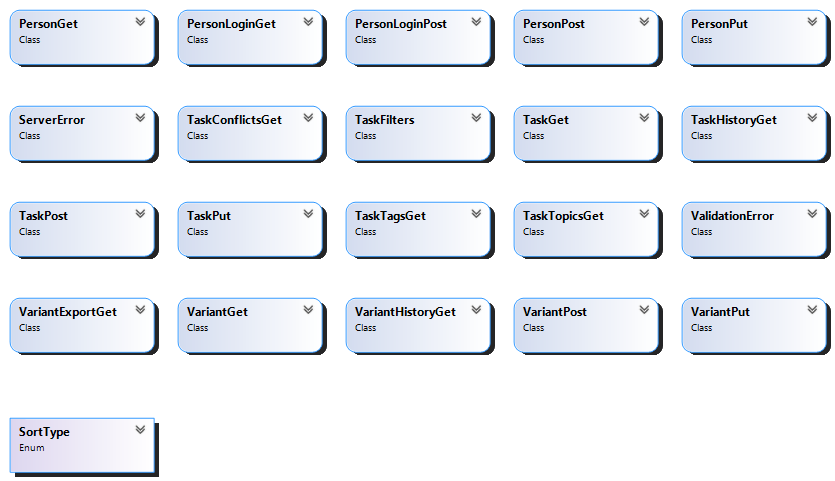 PersonGet
Class
PersonLoginGet
Class
PersonLoginPost
Class
PersonPost
Class
PersonPut
Class
ServerError
Class
TaskConflictsGet
Class
TaskFilters
Class
TaskGet
Class
TaskHistoryGet
Class
TaskPost
Class
TaskPut
Class
TaskTagsGet
Class
TaskTopicsGet
Class
ValidationError
Class
VariantExportGet
Class
VariantGet
Class
VariantHistoryGet
Class
VariantPost
Class
VariantPut
Class
SortType
Enum